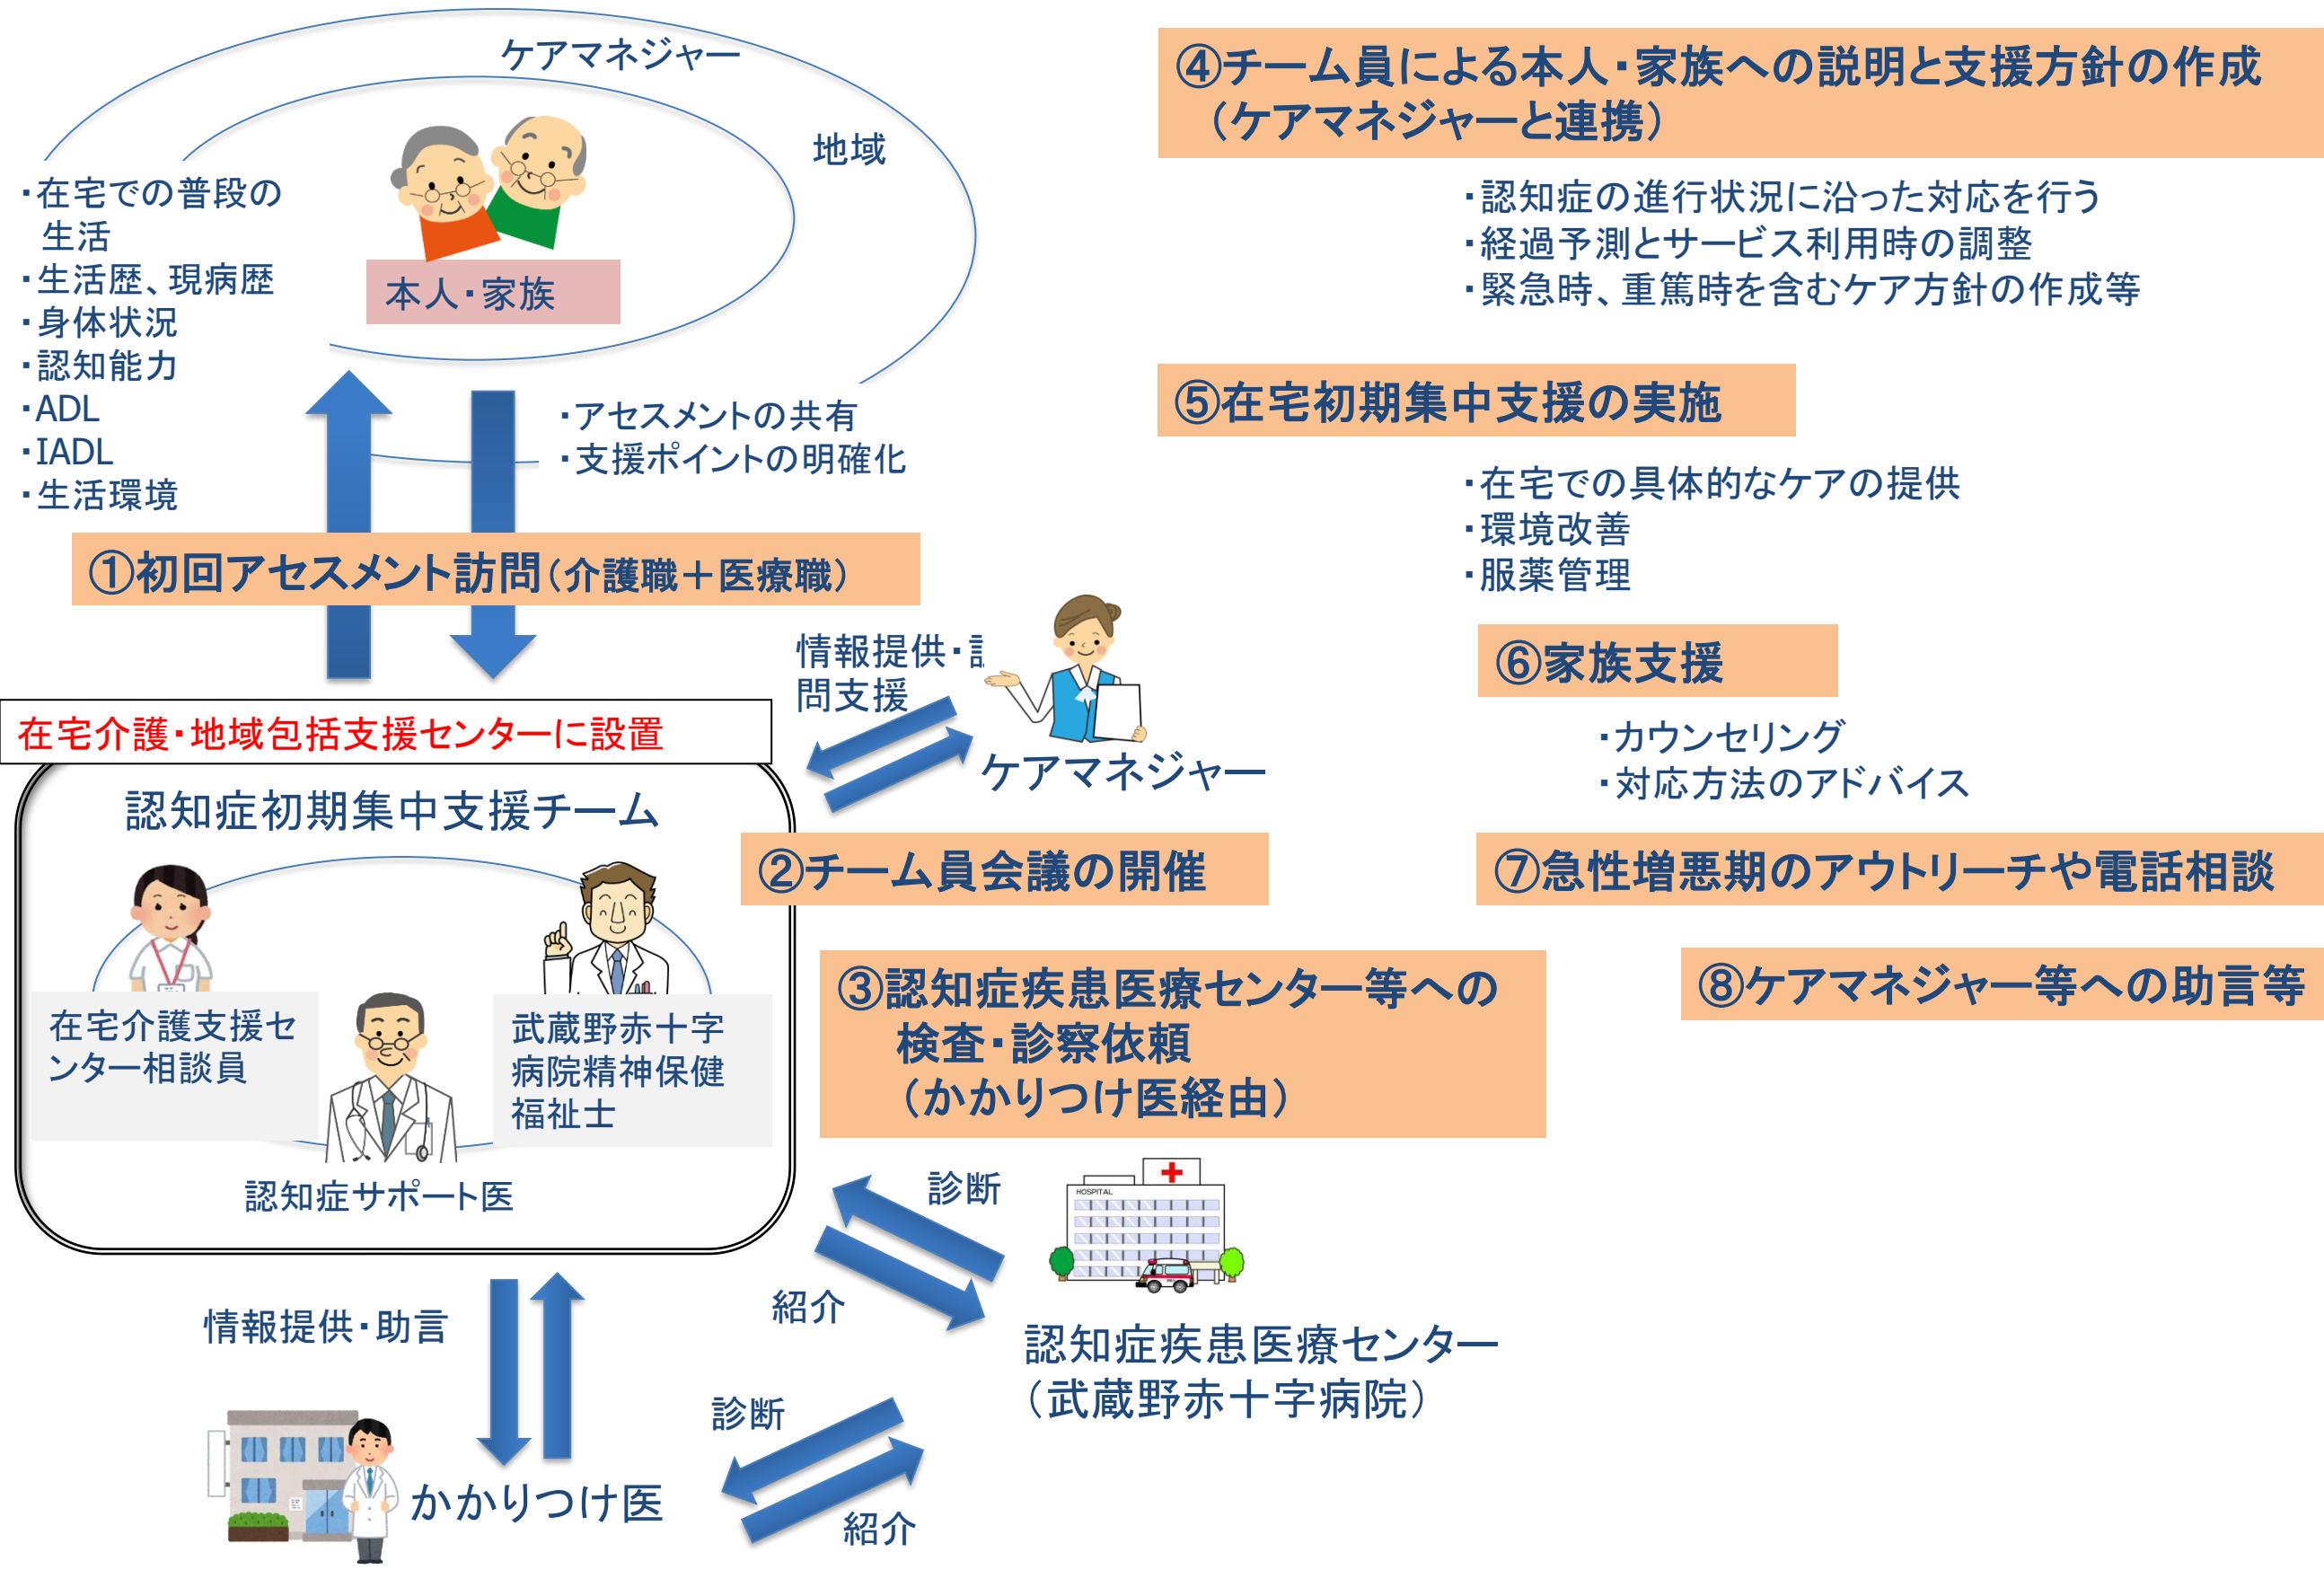 ケアマネジャー
地域
本人・家族
・在宅での普段の
生活
・生活歴、現病歴
・身体状況
・認知能力
・ADL
・IADL
・生活環境
・アセスメントの共有
・支援ポイントの明確化
①初回アセスメント訪問(介護職＋医療職)
情報提供・
問支援
ケアマネジャー
在宅介護・地域包括支援センターに設置
認知症初期集中支援チーム
在宅介護支援セ
ンター相談員
武蔵野赤十字
病院精神保健
福祉士
認知症サポート医
②チーム員会議の開催
③認知症疾患医療センター等への
検査・診察依頼
（かかりつけ医経由）
診断
紹介
HOSPITAL
認知症疾患医療センター
（武蔵野赤十字病院）
情報提供・助言
かかりつけ医
診断
紹介
④チーム員による本人・家族への説明と支援方針の作成
（ケアマネジャーと連携）
・認知症の進行状況に沿った対応を行う
・経過予測とサービス利用時の調整
・緊急時、重篤時を含むケア方針の作成等
⑤在宅初期集中支援の実施
・在宅での具体的なケアの提供
・環境改善
・服薬管理
⑥家族支援
・カウンセリング
・対応方法のアドバイス
⑦急性増悪期のアウトリーチや電話相談
⑧ケアマネジャー等への助言等